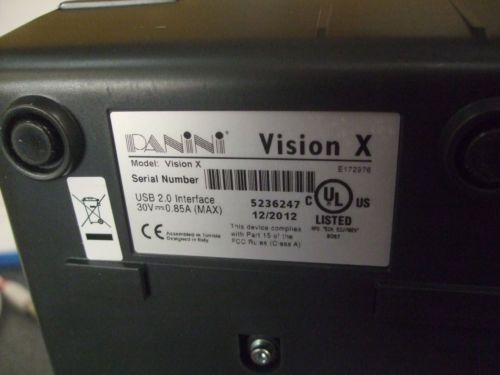 PANINI Vision X
Model: Vision X
E172976
Serial Number
USB 2.0 Interface
5236247
30V 0.85A (MAX)
12/2012
C UL US
LISTED
CE
Assembled in Tunisia
Designed in Italy
This device complies
with Part 15 of the
FCC Rules (Class A)